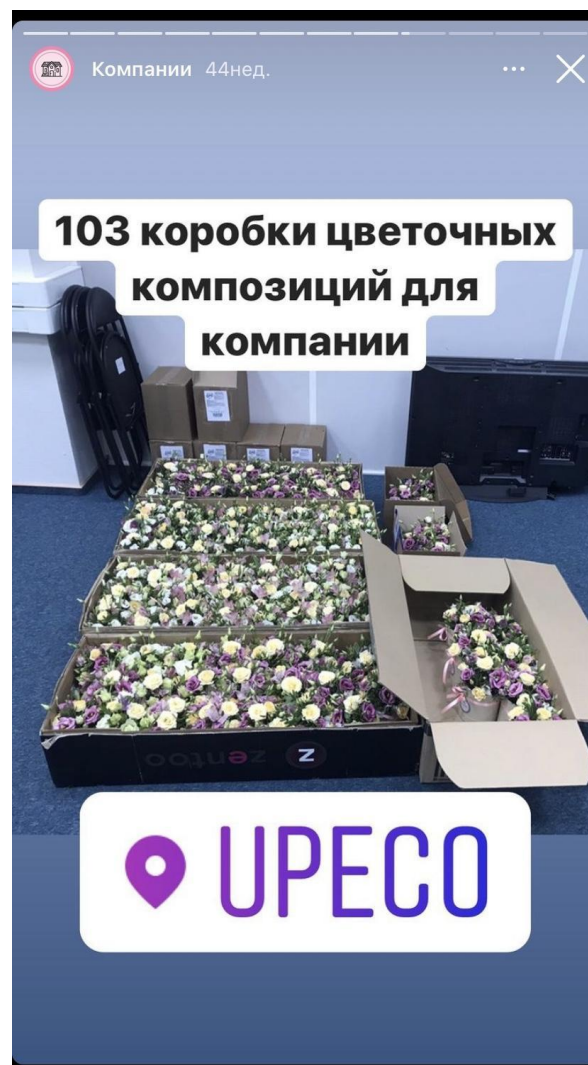 Компании 44нед.
103 коробки цветочных
композиций для
компании
zentoo
Z
UPECO